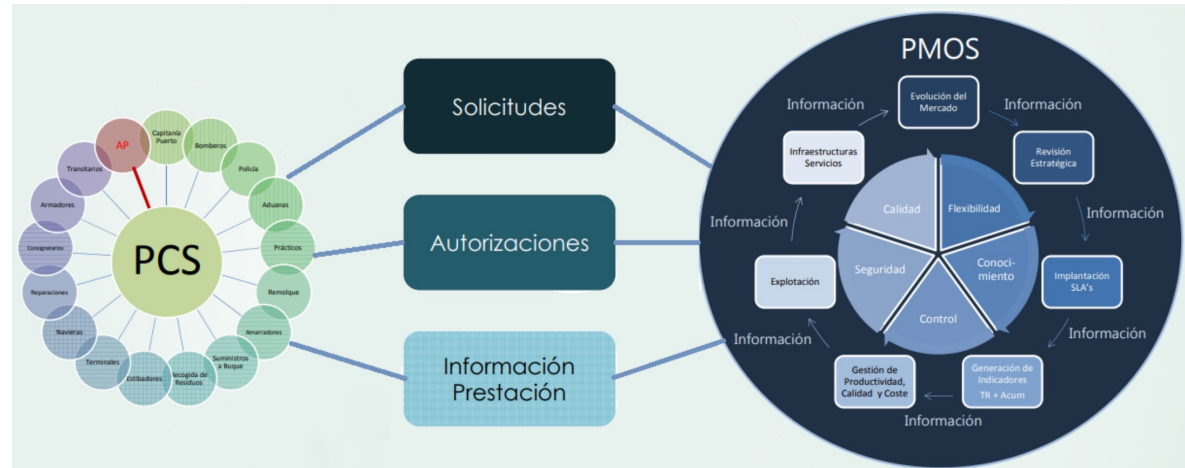 PCS
AP
Capitanía
Puerto
Bomberos
Policía
Aduanas
Prácticos
Remolque
Amarradores
Suministros
a Buque
Recogida de
Residuos
Estibadores
Terminales
Navieras
Reparaciones
Consignatarios
Armadores
Transitarios
Solicitudes
Autorizaciones
Información
Prestación
PMOS
Evolución del
Mercado
Información
Revisión
Estratégica
Información
Implantación
SLA's
Información
Generación de
Indicadores
TR + Acum
Información
Gestión de
Productividad,
Calidad y Coste
Información
Explotación
Información
Infraestructuras
Servicios
Información
Calidad
Flexibilidad
Conoci-
miento
Control
Seguridad